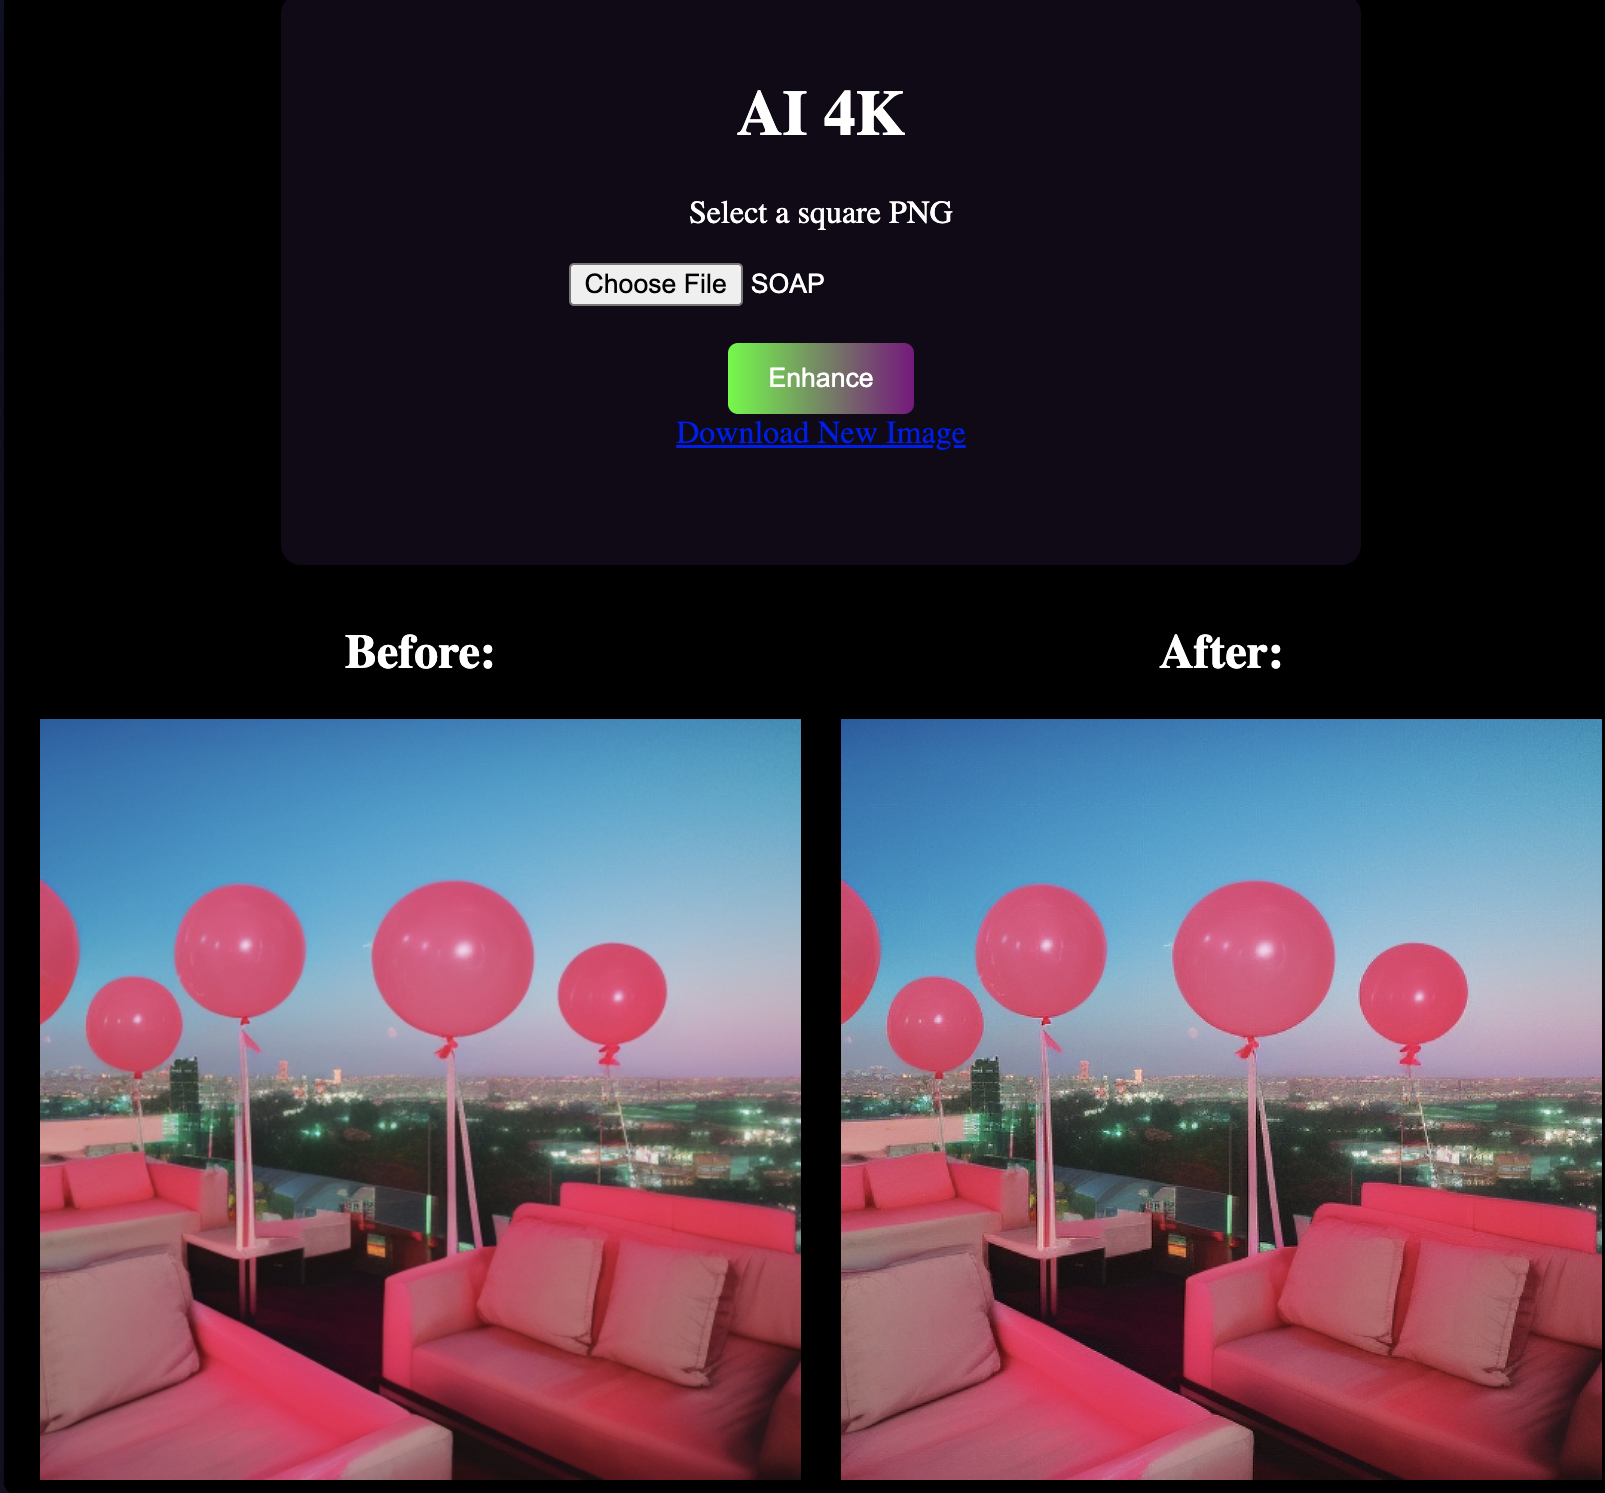 AI 4K
Select a square PNG
Choose File SOAP
Enhance
Download New Image
Before:
After: